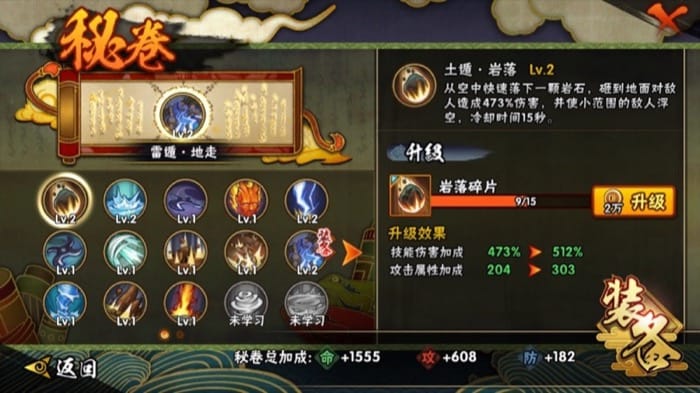 秘卷
雷遁·地走
Lv.2
Lv.2
Lv.1
Lv.1
Lv.2
Lv.1
Lv.1
Lv.1
Lv.1
Lv.2
装备
Lv.1
Lv.1
Lv.1
未学习
未学习
土遁·岩落 Lv.2
从空中快速落下一颗岩石，砸到地面对敌
人造成473%伤害，并使小范围的敌人浮
空，冷却时间15秒。
升级
岩落碎片
9/15
2万
升级
升级效果
技能伤害加成 473% 512%
攻击属性加成 204 303
装备
返回
秘卷总加成: 命 +1555 攻 +608 防 +182